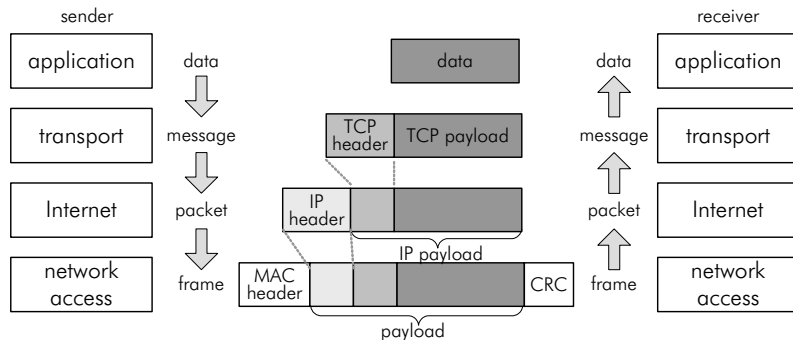 sender
receiver
application
data
data
data
application
transport
message
TCP
header
TCP payload
message
transport
Internet
packet
IP
header
IP payload
packet
Internet
network
access
frame
MAC
header
CRC
payload
frame
network
access